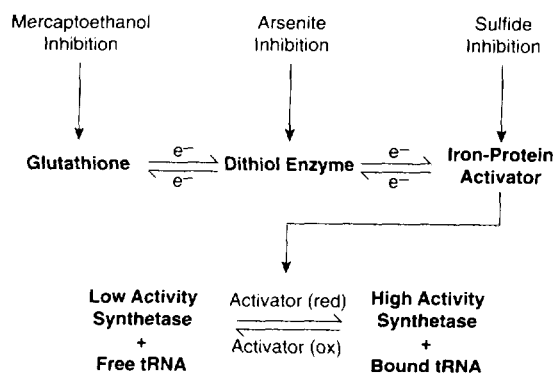 Mercaptoethanol
Inhibition
Arsenite
Inhibition
Sulfide
Inhibition
Glutathione
e–
e–
Dithiol Enzyme
e–
e–
Iron-Protein
Activator
Low Activity
Synthetase
+
Free tRNA
Activator (red)
Activator (ox)
High Activity
Synthetase
+
Bound tRNA